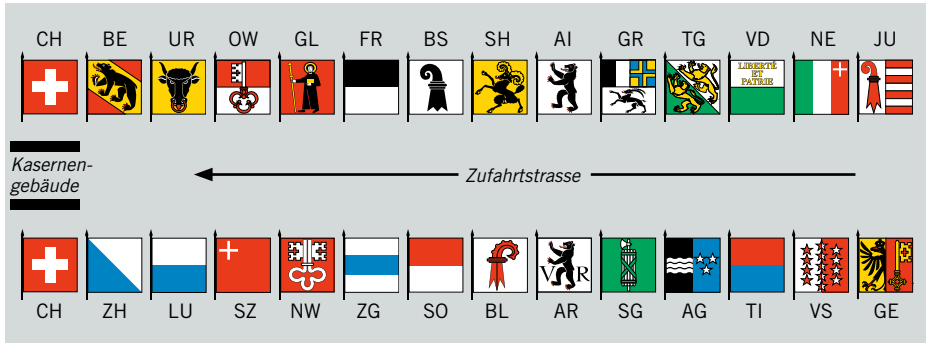 CH BE UR OW GL FR BS SH AI GR TG VD NE JU
LIBERTÉ
ET
PATRIE
Kasernen-
gebäude
Zufahrtstrasse
V R
CH ZH LU SZ NW ZG SO BL AR SG AG TI VS GE